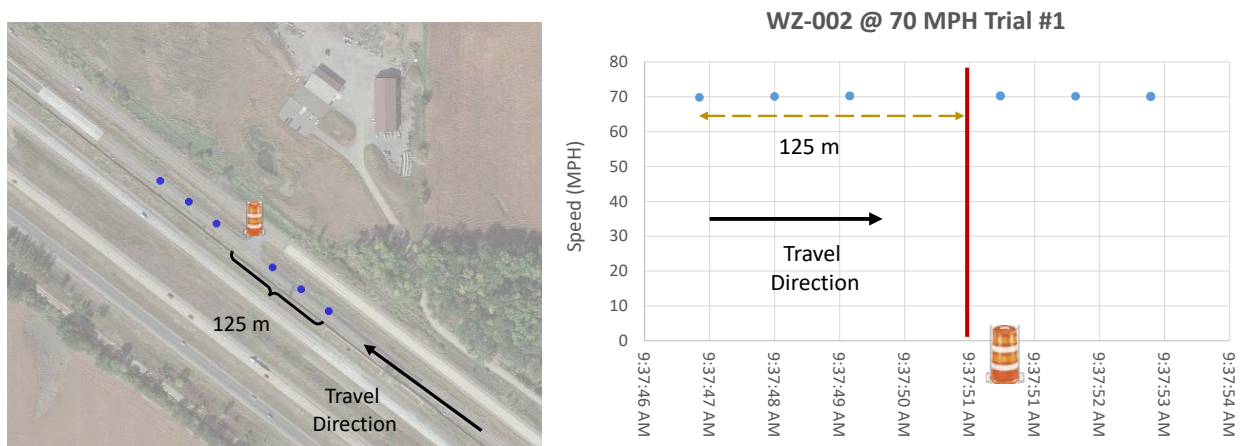 125 m
Travel
Direction
WZ-002 @ 70 MPH Trial #1
Speed (MPH)
80
70
60
50
40
30
20
10
0
125 m
Travel
Direction
9:37:46 AM
9:37:47 AM
9:37:48 AM
9:37:49 AM
9:37:50 AM
9:37:51 AM
9:37:51 AM
9:37:52 AM
9:37:53 AM
9:37:54 AM